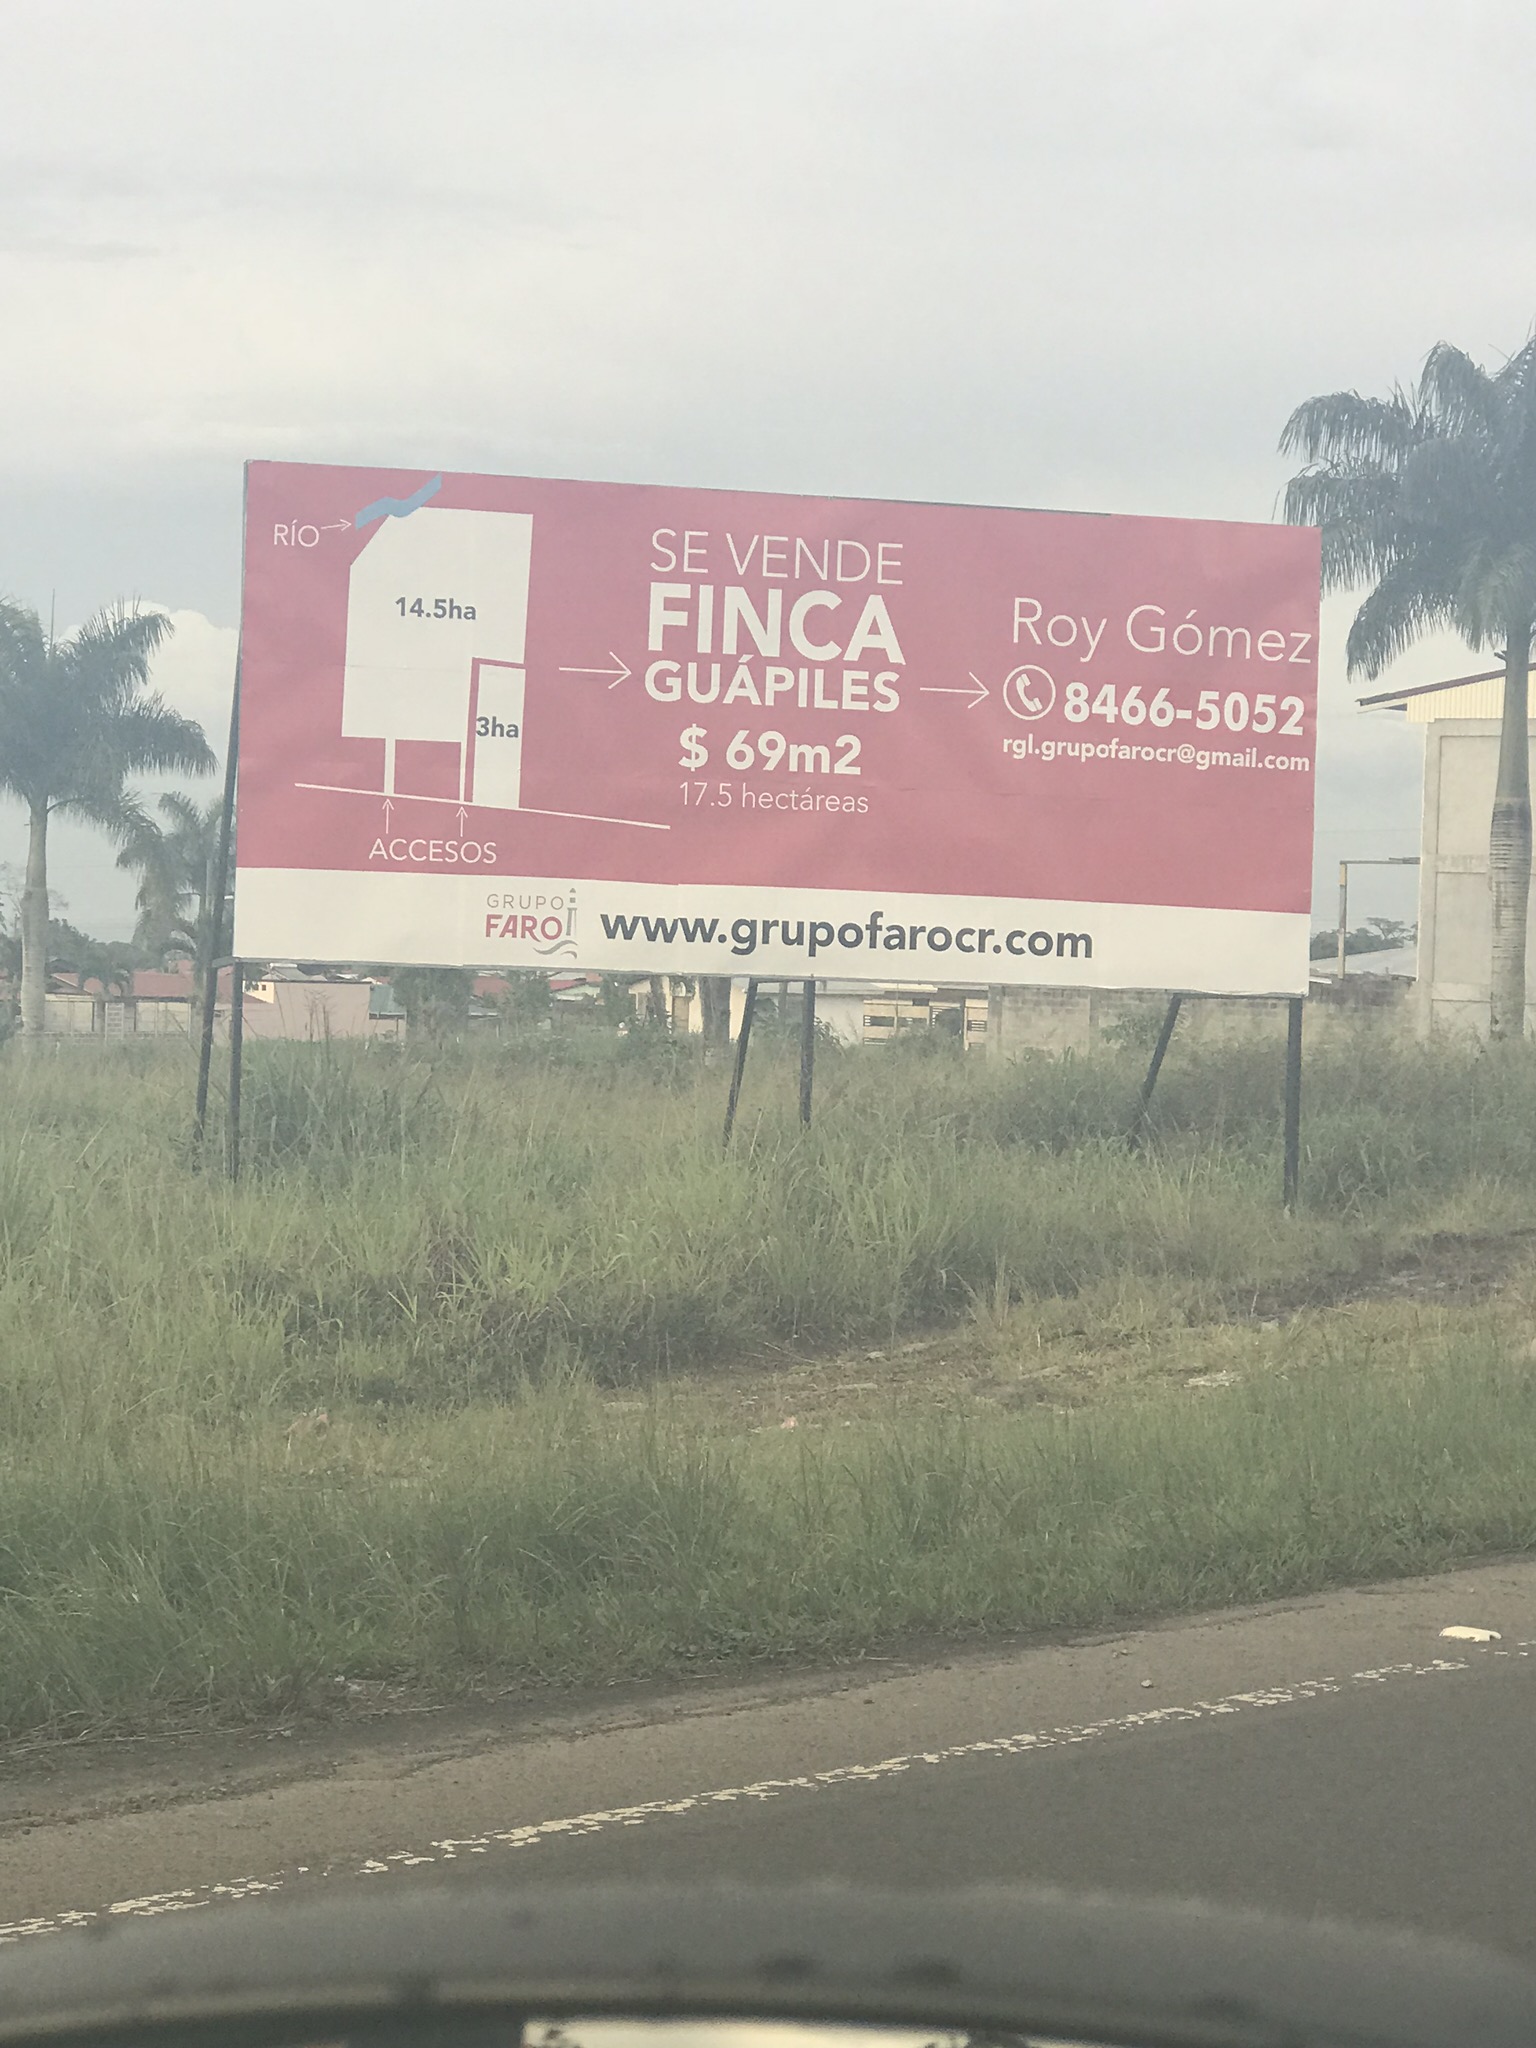 RÍO
14.5ha
3ha
ACCESOS
SE VENDE
FINCA
GUÁPILES
$ 69m2
17.5 hectáreas
Roy Gómez
8466-5052
rgl.grupofarocr@gmail.com
GRUPO
FARO
www.grupofarocr.com